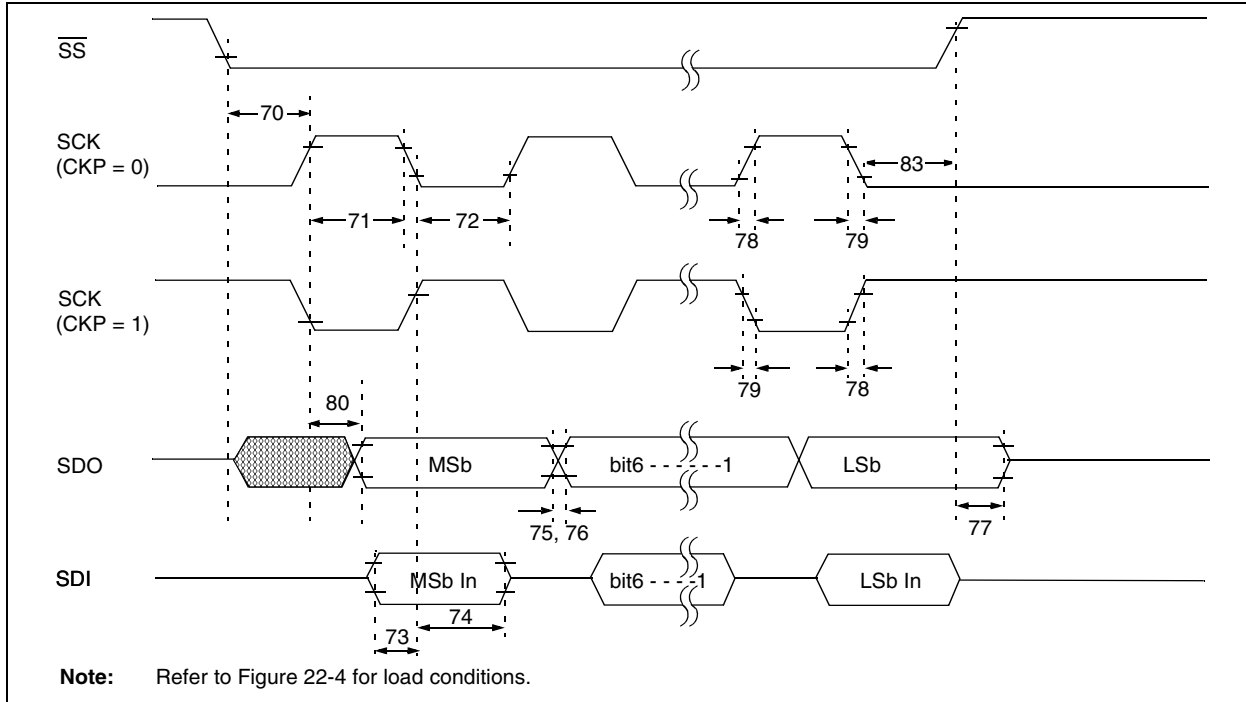 SS
70
SCK
(CKP = 0)
83
71
72
78
79
SCK
(CKP = 1)
79
78
80
SDO
MSb
bit6 - - - - - -1
LSb
75, 76
77
SDI
MSb In
bit6 - - - -1
LSb In
74
73
Note: Refer to Figure 22-4 for load conditions.